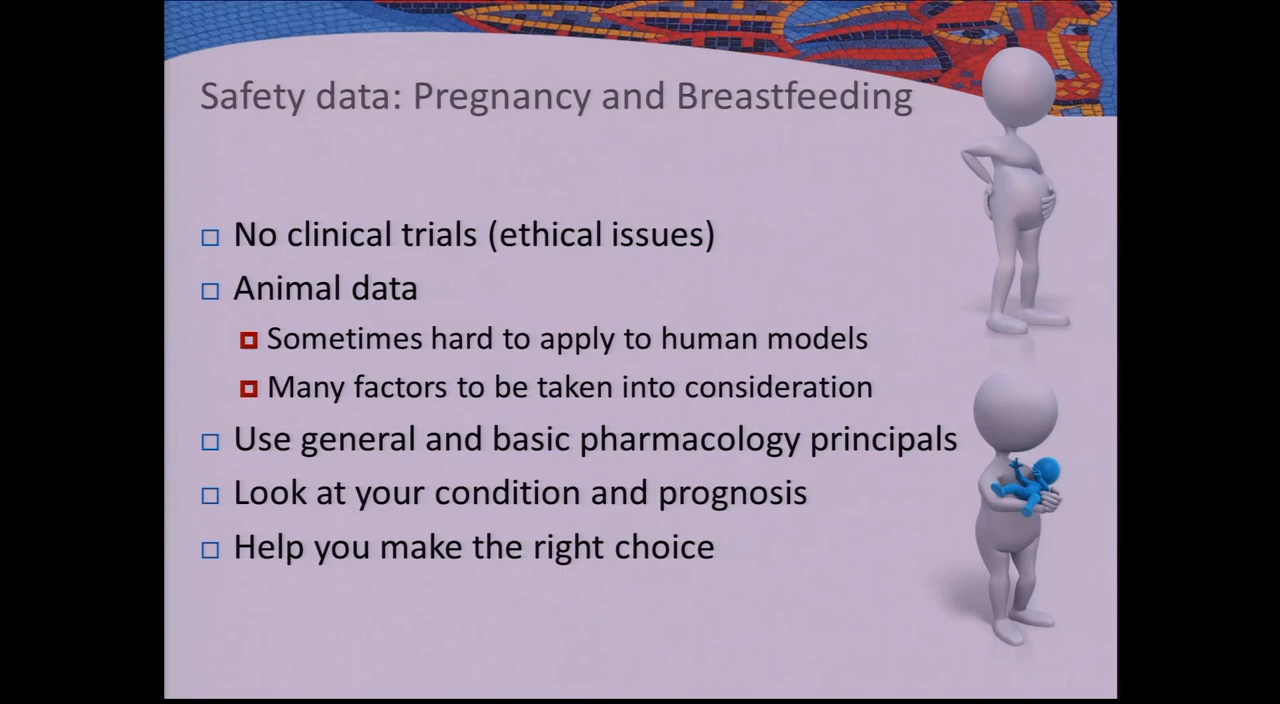 Safety data: Pregnancy and Breastfeeding
No clinical trials (ethical issues)
Animal data
Sometimes hard to apply to human models
Many factors to be taken into consideration
Use general and basic pharmacology principals
Look at your condition and prognosis
Help you make the right choice